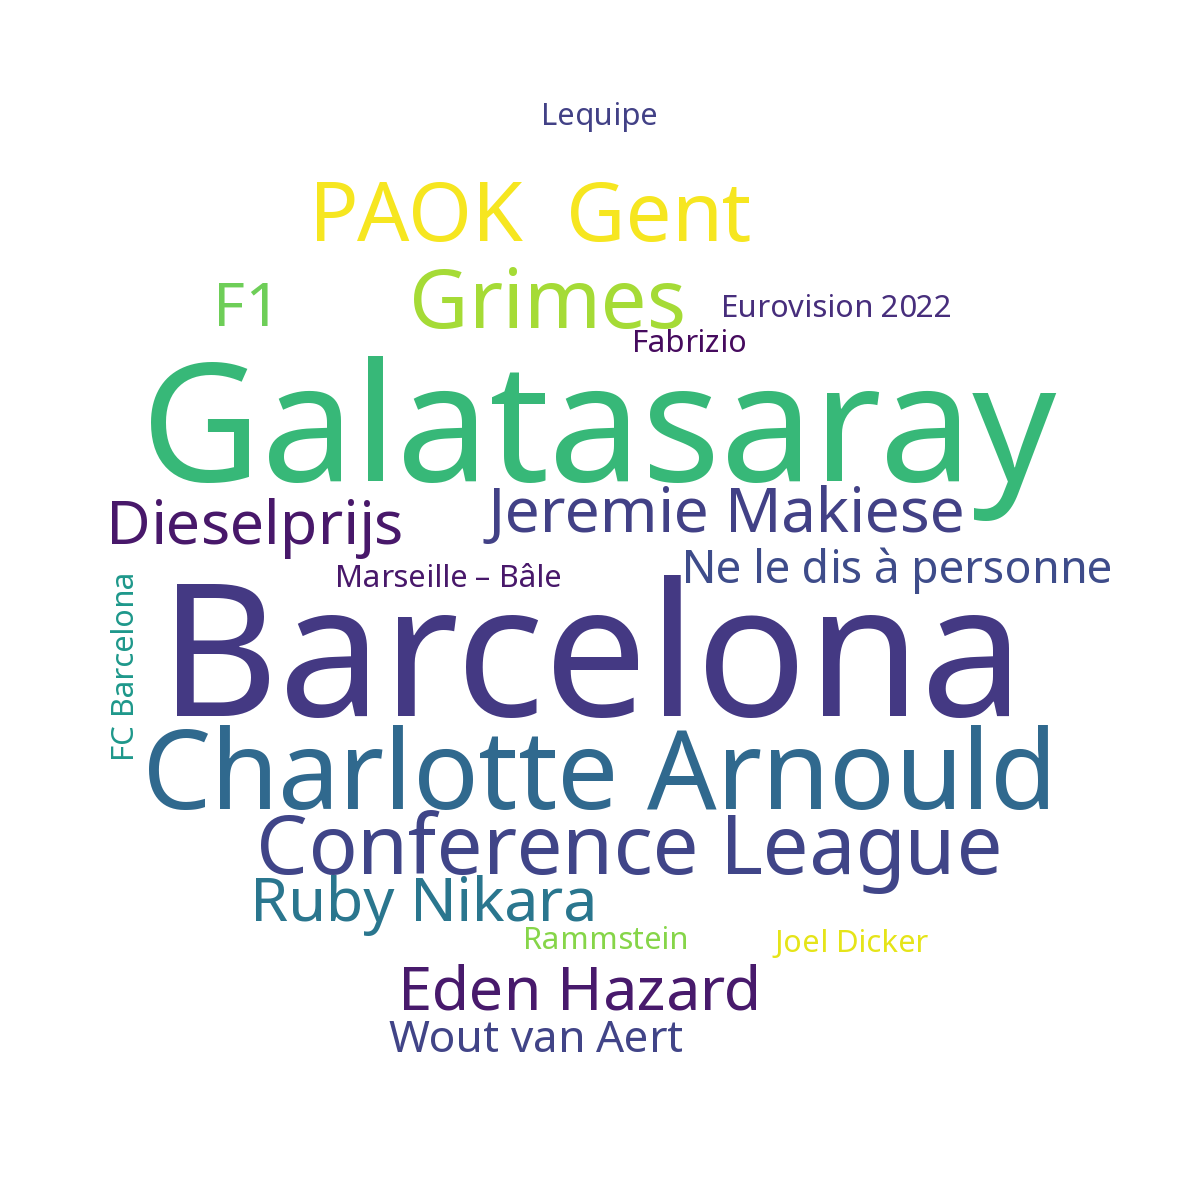 Lequipe
PAOK Gent
F1
Grimes
Eurovision 2022
Fabrizio
Galatasaray
Dieselprijs
Jeremie Makiese
Ne le dis à personne
Marseille – Bâle
FC Barcelona
Barcelona
Charlotte Arnould
Conference League
Ruby Nikara
Rammstein
Joel Dicker
Eden Hazard
Wout van Aert